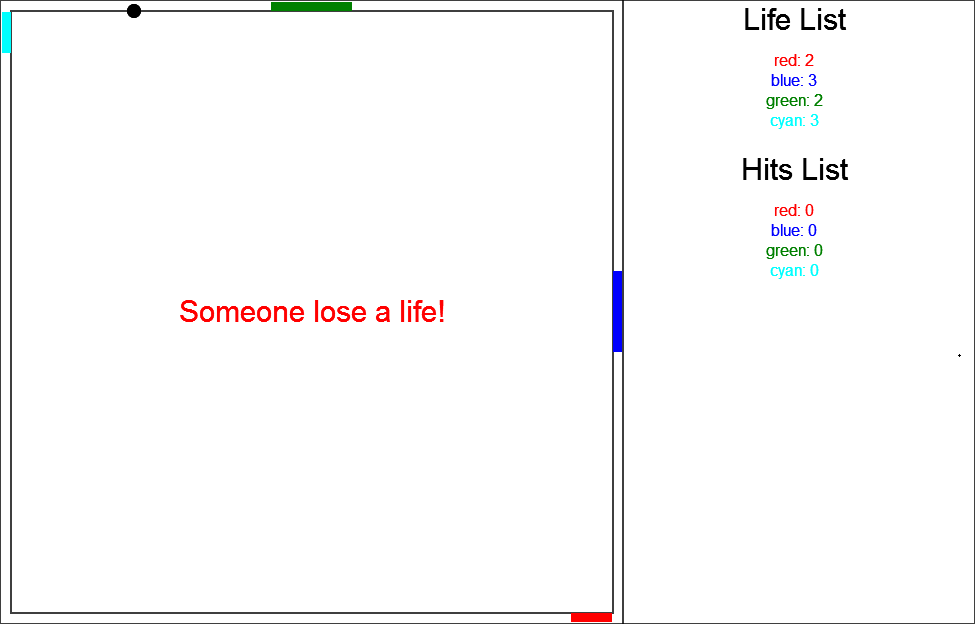 Someone lose a life!
Life List
red: 2
blue: 3
green: 2
cyan: 3
Hits List
red: 0
blue: 0
green: 0
cyan: 0